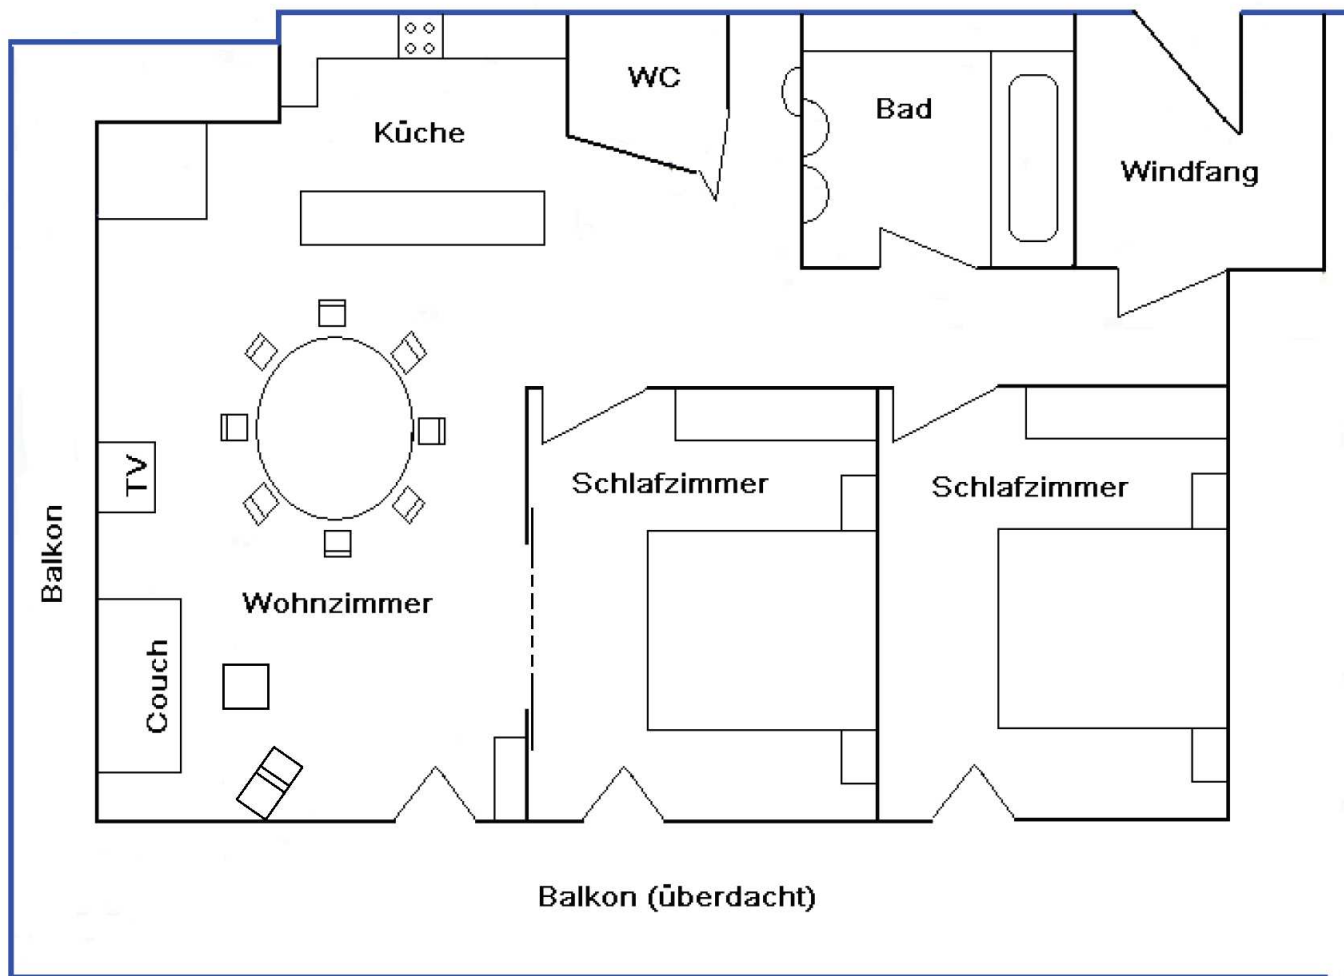 WC
Bad
Küche
Windfang
TV
Schlafzimmer
Schlafzimmer
Balkon
Wohnzimmer
Couch
Balkon (überdacht)